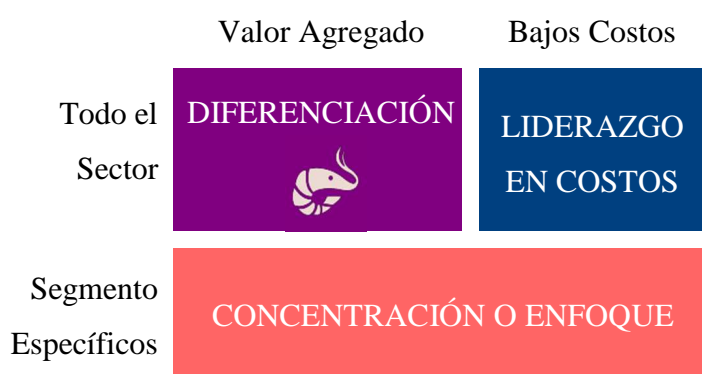 Valor Agregado
Bajos Costos
Todo el
Sector
DIFERENCIACIÓN
LIDERAZGO
EN COSTOS
Segmento
Específicos
CONCENTRACIÓN O ENFOQUE